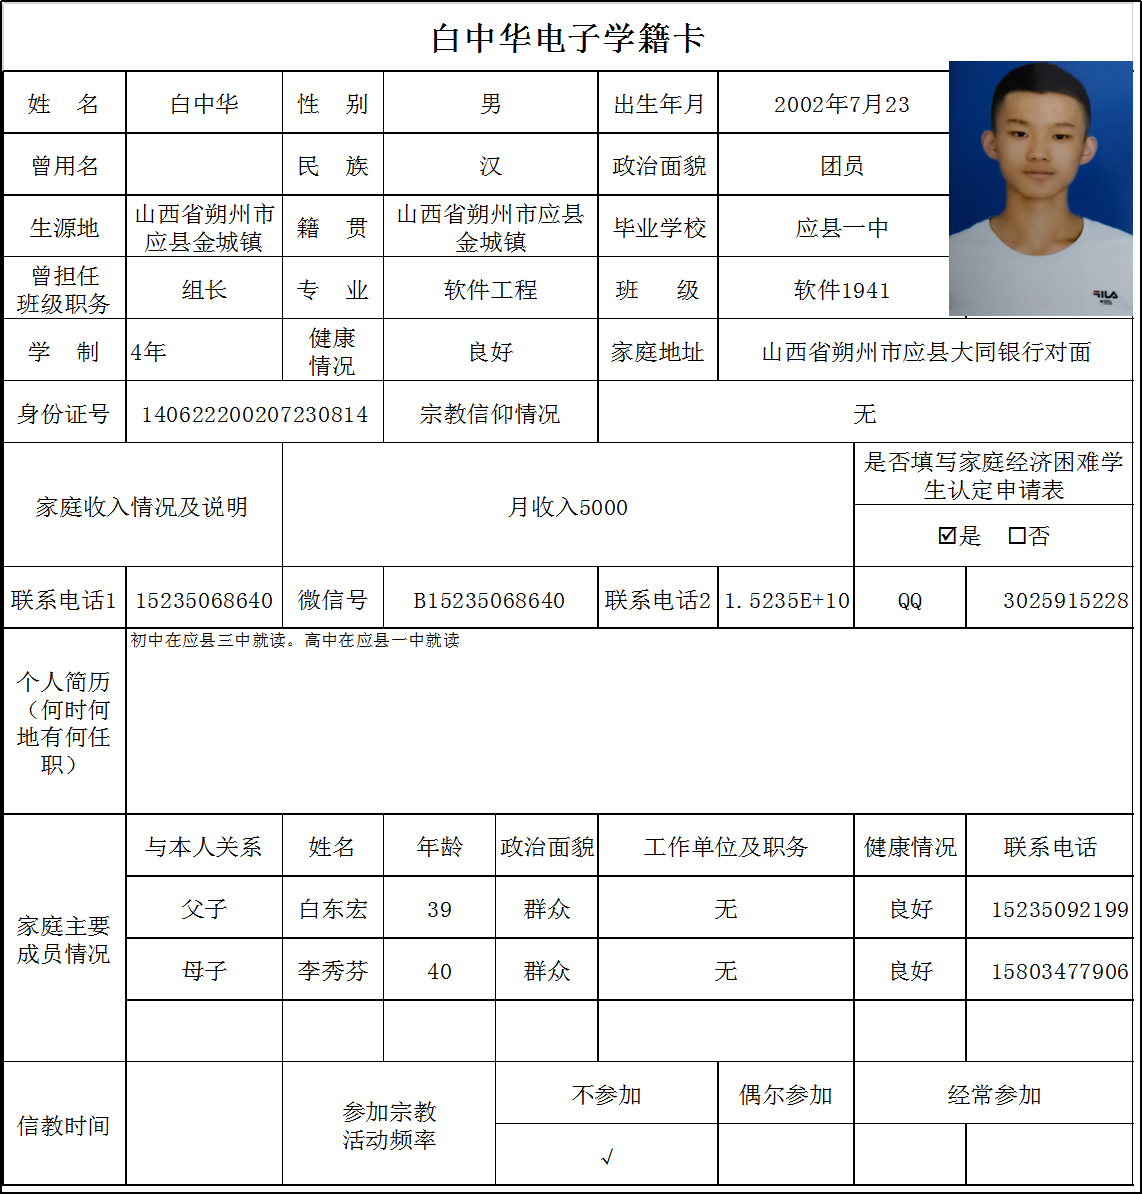 白中华电子学籍卡
姓 名 白中华 性 别 男 出生年月 2002年7月23
曾用名 民 族 汉 政治面貌 团员
生源地 山西省朔州市
应县金城镇 籍 贯 山西省朔州市应县
金城镇 毕业学校 应县一中
曾担任
班级职务 组长 专 业 软件工程 班 级 软件1941
FILA
学 制 4年 健康
情况 良好 家庭地址 山西省朔州市应县大同银行对面
身份证号 140622200207230814 宗教信仰情况 无
家庭收入情况及说明 月收入5000 是否填写家庭经济困难学
生认定申请表
☑是 ☐否
联系电话1 15235068640 微信号 B15235068640 联系电话2 1.5235E+10 QQ 3025915228
个人简历
（何时何
地有何任
职） 初中在应县三中就读。高中在应县一中就读
家庭主要
成员情况 与本人关系 姓名 年龄 政治面貌 工作单位及职务 健康情况 联系电话
父子 白东宏 39 群众 无 良好 15235092199
母子 李秀芬 40 群众 无 良好 15803477906
信教时间 参加宗教
活动频率 不参加 偶尔参加 经常参加
√